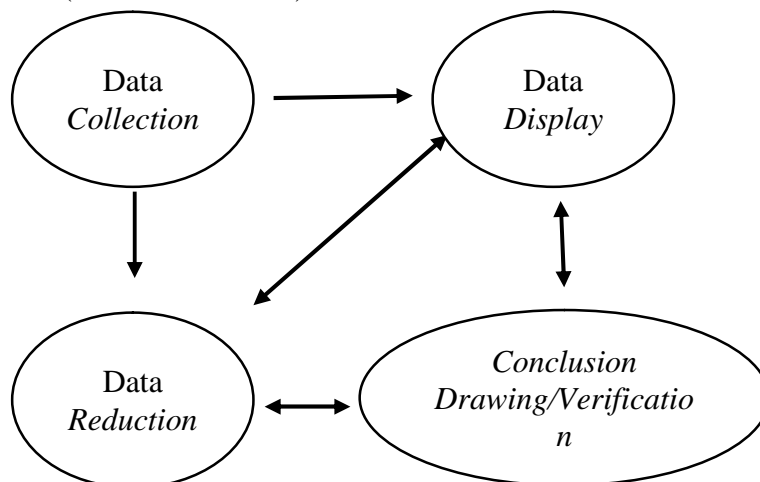 Data
Collection
Data
Display
Data
Reduction
Conclusion
Drawing/Verificatio
n